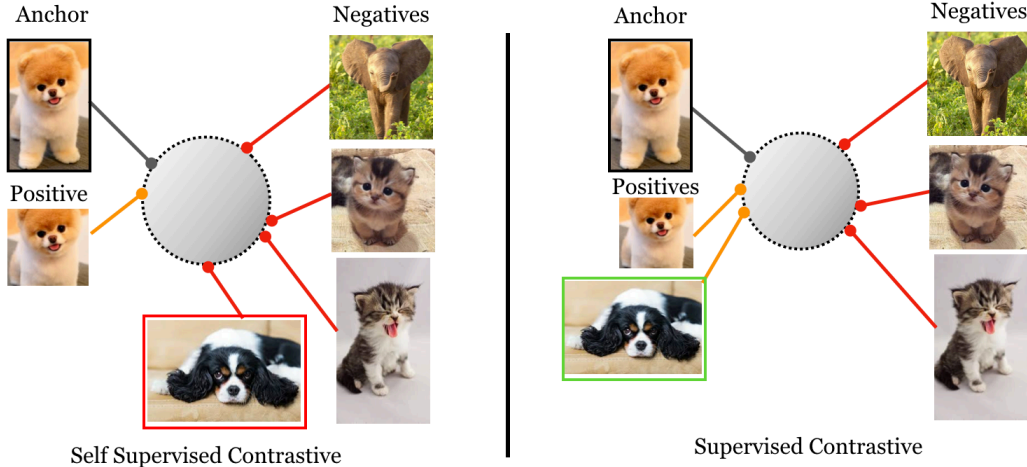 Anchor
Negatives
Positive
Self Supervised Contrastive
Anchor
Negatives
Positives
Supervised Contrastive